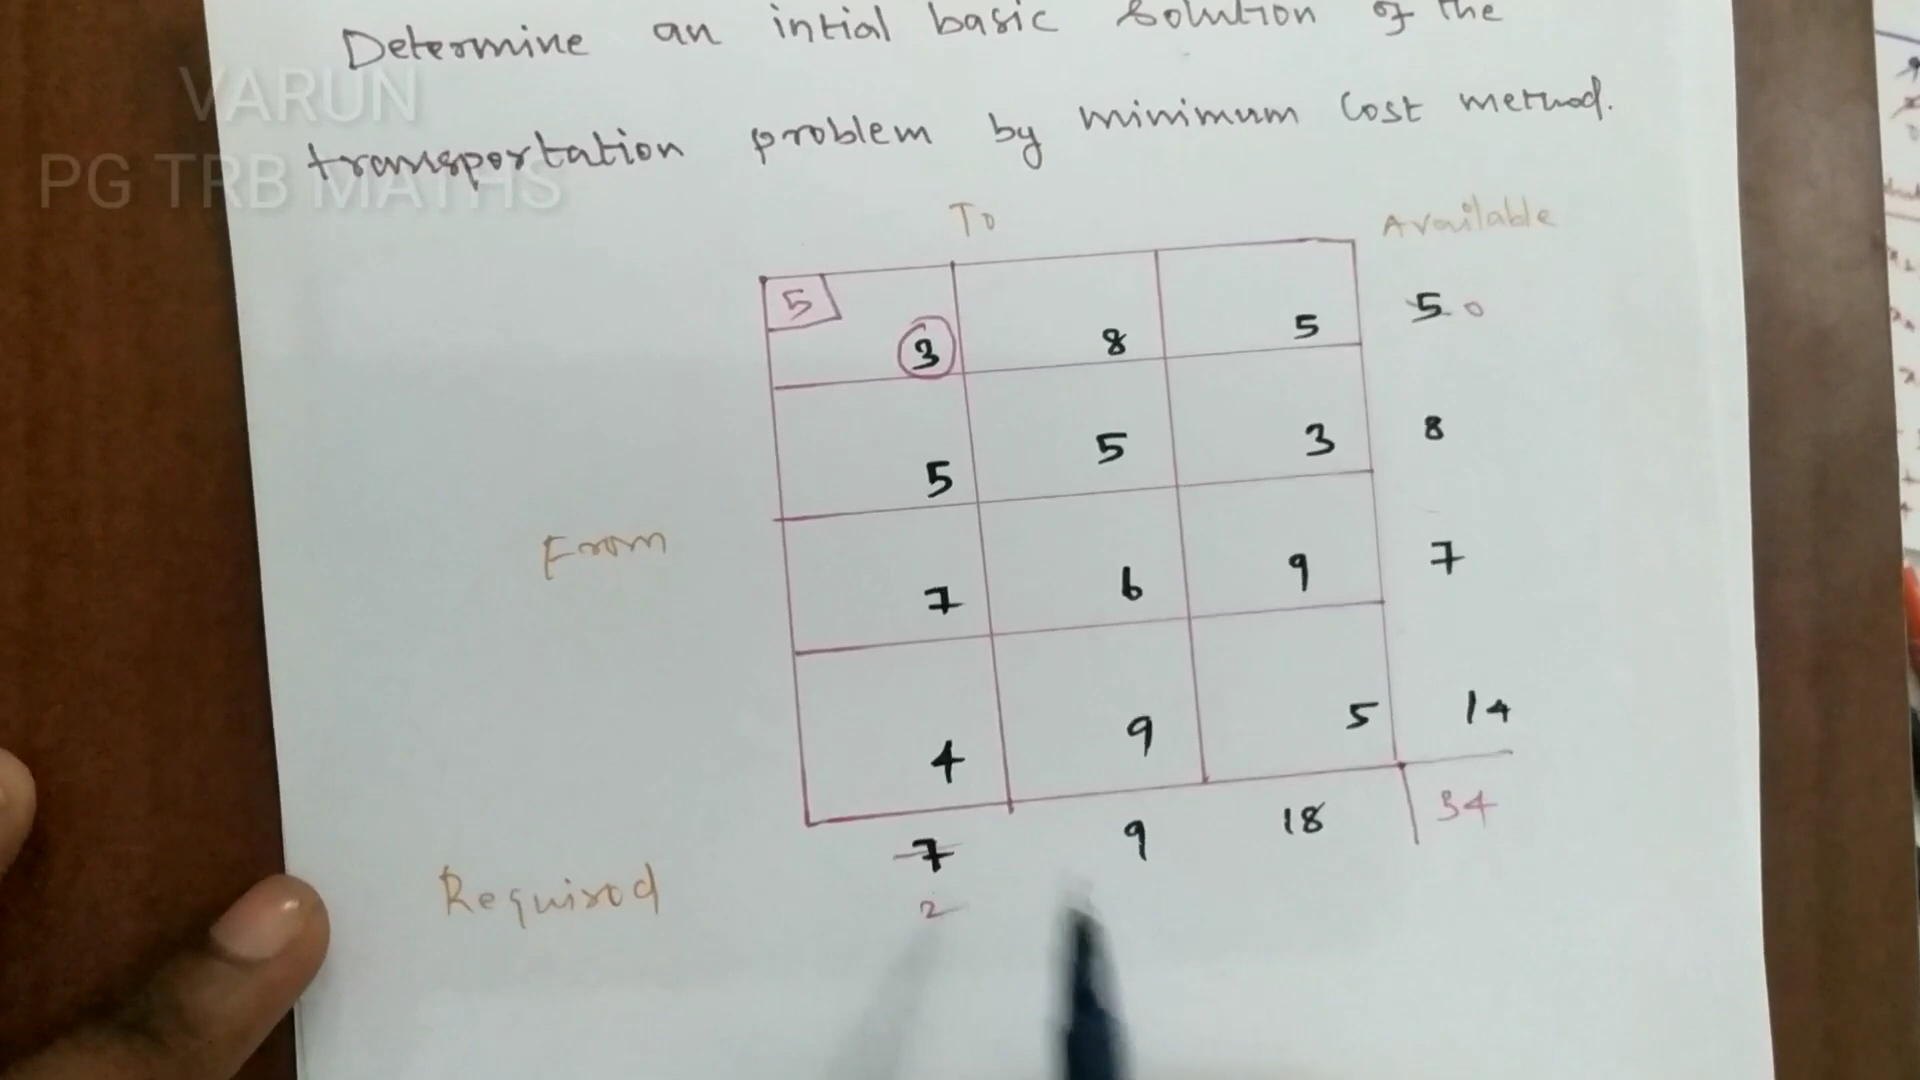 Determine an intial basic solution of the
VARUN
transportation problem by minimum cost method.
PG TRB MATHS
To Available
5
3 8 5 5 0
5 5 3 8
From 7 6 9 7
4 9 5 14
7 9 18 34
Required 2